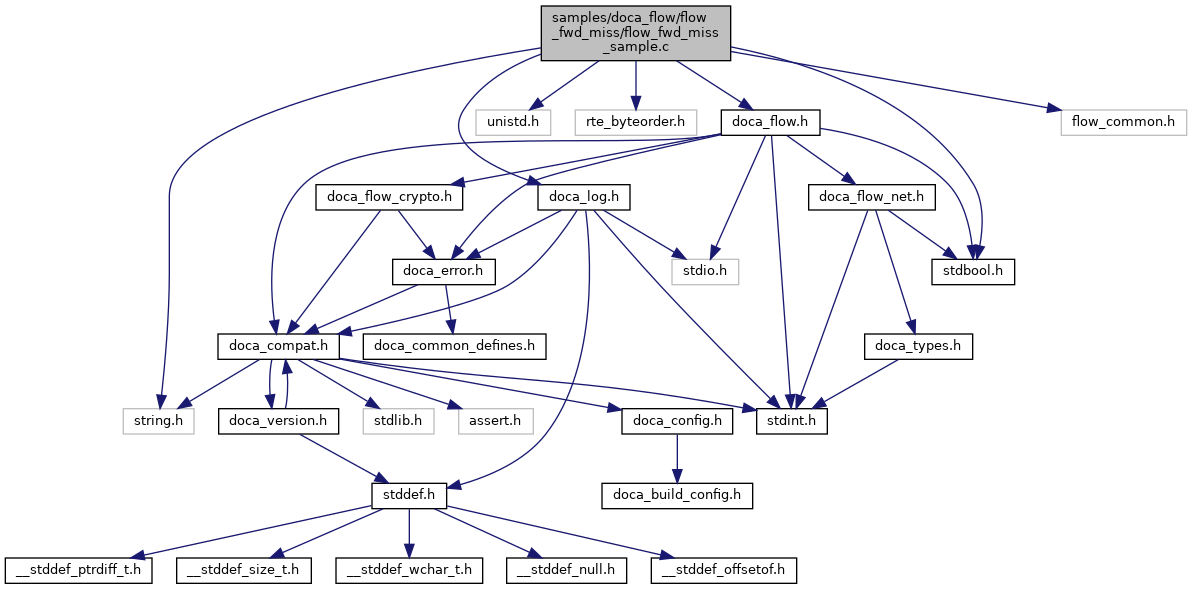 samples/doca_flow/flow
_fwd_miss/flow_fwd_miss
_sample.c
unistd.h
rte_byteorder.h
doca_flow.h
flow_common.h
doca_flow_crypto.h
doca_log.h
doca_flow_net.h
doca_error.h
stdio.h
stdbool.h
doca_compat.h
doca_common_defines.h
doca_types.h
string.h
doca_version.h
stdlib.h
assert.h
doca_config.h
stdint.h
stddef.h
doca_build_config.h
__stddef_ptrdiff_t.h
__stddef_size_t.h
__stddef_wchar_t.h
__stddef_null.h
__stddef_offsetof.h